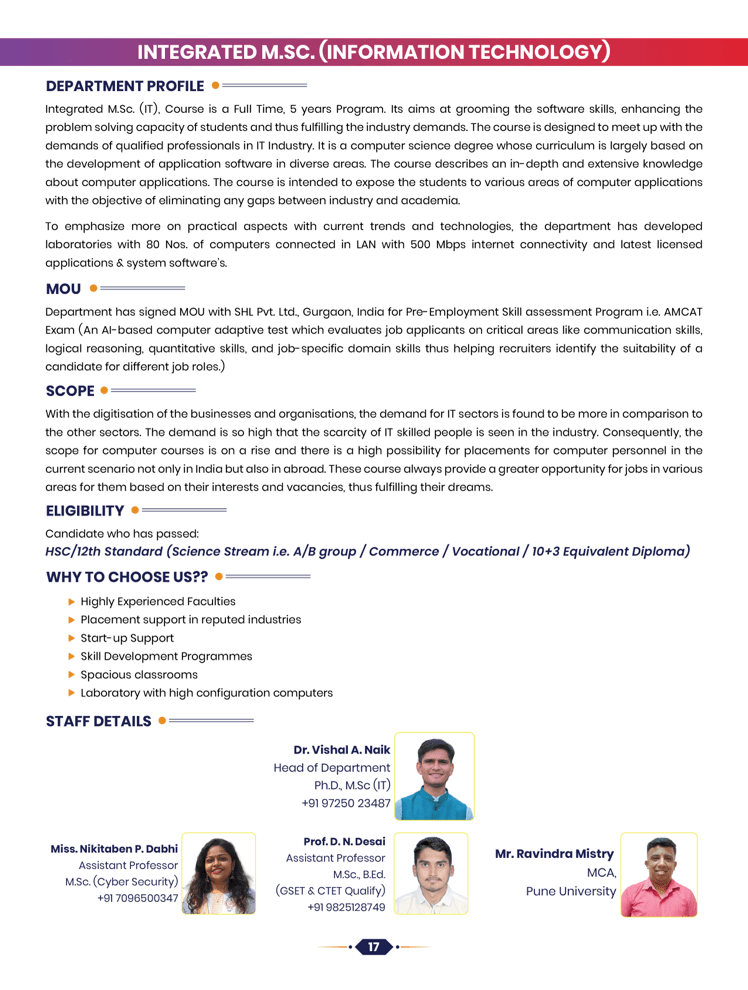 INTEGRATED M.SC. (INFORMATION TECHNOLOGY)
DEPARTMENT PROFILE
Integrated M.Sc. (IT), Course is a Full Time, 5 years Program. Its aims at grooming the software skills, enhancing the
problem solving capacity of students and thus fulfilling the industry demands. The course is designed to meet up with the
demands of qualified professionals in IT Industry. It is a computer science degree whose curriculum is largely based on
the development of application software in diverse areas. The course describes an in-depth and extensive knowledge
about computer applications. The course is intended to expose the students to various areas of computer applications
with the objective of eliminating any gaps between industry and academia.
To emphasize more on practical aspects with current trends and technologies, the department has developed
laboratories with 80 Nos. of computers connected in LAN with 500 Mbps internet connectivity and latest licensed
applications & system software's.
MOU
Department has signed MOU with SHL Pvt. Ltd., Gurgaon, India for Pre-Employment Skill assessment Program i.e. AMCAT
Exam (An AI-based computer adaptive test which evaluates job applicants on critical areas like communication skills,
logical reasoning, quantitative skills, and job-specific domain skills thus helping recruiters identify the suitability of a
candidate for different job roles.)
SCOPE
With the digitisation of the businesses and organisations, the demand for IT sectors is found to be more in comparison to
the other sectors. The demand is so high that the scarcity of IT skilled people is seen in the industry. Consequently, the
scope for computer courses is on a rise and there is a high possibility for placements for computer personnel in the
current scenario not only in India but also in abroad. These course always provide a greater opportunity for jobs in various
areas for them based on their interests and vacancies, thus fulfilling their dreams.
ELIGIBILITY
Candidate who has passed:
HSC/12th Standard (Science Stream i.e. A/B group / Commerce / Vocational / 10+3 Equivalent Diploma)
WHY TO CHOOSE US??
Highly Experienced Faculties
Placement support in reputed industries
Start-up Support
Skill Development Programmes
Spacious classrooms
Laboratory with high configuration computers
STAFF DETAILS
Dr. Vishal A. Naik
Head of Department
Ph.D., M.Sc (IT)
+91 97250 23487
Miss. Nikitaben P. Dabhi
Assistant Professor
M.Sc. (Cyber Security)
+91 7096500347
Prof. D. N. Desai
Assistant Professor
M.Sc., B.Ed.
(GSET & CTET Qualify)
+91 9825128749
Mr. Ravindra Mistry
MCA,
Pune University
17